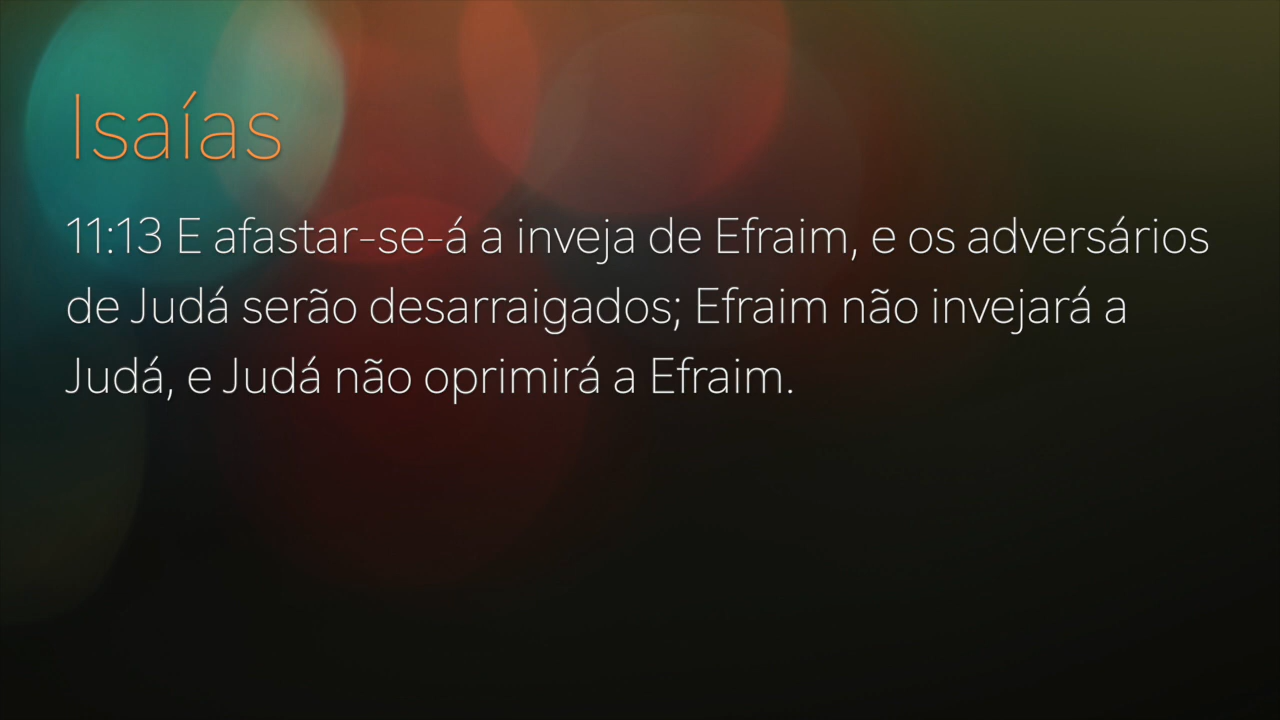 Isaías
11:13 E afastar-se-á a inveja de Efraim, e os adversários
de Judá serão desarraigados; Efraim não invejará a
Judá, e Judá não oprimirá a Efraim.